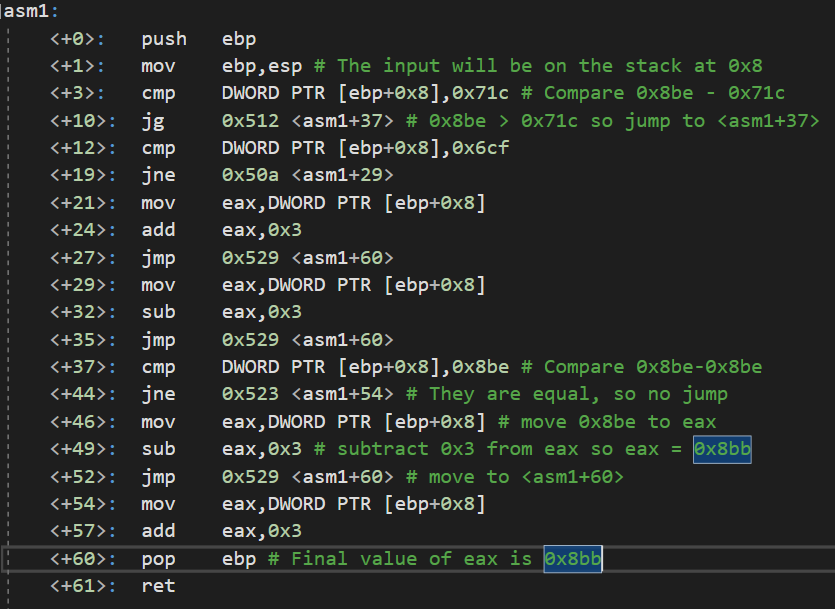 asm1:
<+0>: push ebp
<+1>: mov ebp,esp # The input will be on the stack at 0x8
<+3>: cmp DWORD PTR [ebp+0x8],0x71c # Compare 0x8be - 0x71c
<+10>: jg 0x512 <asm1+37> # 0x8be > 0x71c so jump to <asm1+37>
<+12>: cmp DWORD PTR [ebp+0x8],0x6cf
<+19>: jne 0x50a <asm1+29>
<+21>: mov eax,DWORD PTR [ebp+0x8]
<+24>: add eax,0x3
<+27>: jmp 0x529 <asm1+60>
<+29>: mov eax,DWORD PTR [ebp+0x8]
<+32>: sub eax,0x3
<+35>: jmp 0x529 <asm1+60>
<+37>: cmp DWORD PTR [ebp+0x8],0x8be # Compare 0x8be-0x8be
<+44>: jne 0x523 <asm1+54> # They are equal, so no jump
<+46>: mov eax,DWORD PTR [ebp+0x8] # move 0x8be to eax
<+49>: sub eax,0x3 # subtract 0x3 from eax so eax = 0x8bb
<+52>: jmp 0x529 <asm1+60> # move to <asm1+60>
<+54>: mov eax,DWORD PTR [ebp+0x8]
<+57>: add eax,0x3
<+60>: pop ebp # Final value of eax is 0x8bb
<+61>: ret